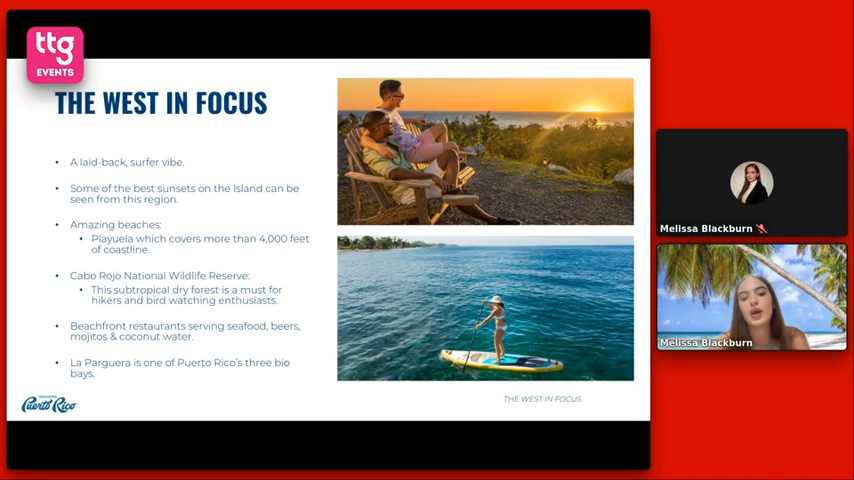 ttg
EVENTS
THE WEST IN FOCUS
• A laid-back, surfer vibe.
• Some of the best sunsets on the Island can be
seen from this region.
• Amazing beaches:
• Playuela which covers more than 4,000 feet
of coastline.
• Cabo Rojo National Wildlife Reserve:
• This subtropical dry forest is a must for
hikers and bird watching enthusiasts.
• Beachfront restaurants serving seafood, beers,
mojitos & coconut water.
• La Parguera is one of Puerto Rico's three bio
bays.
DISCOVER
Puerto Rico
THE WEST IN FOCUS
Melissa Blackburn
Melissa Blackburn